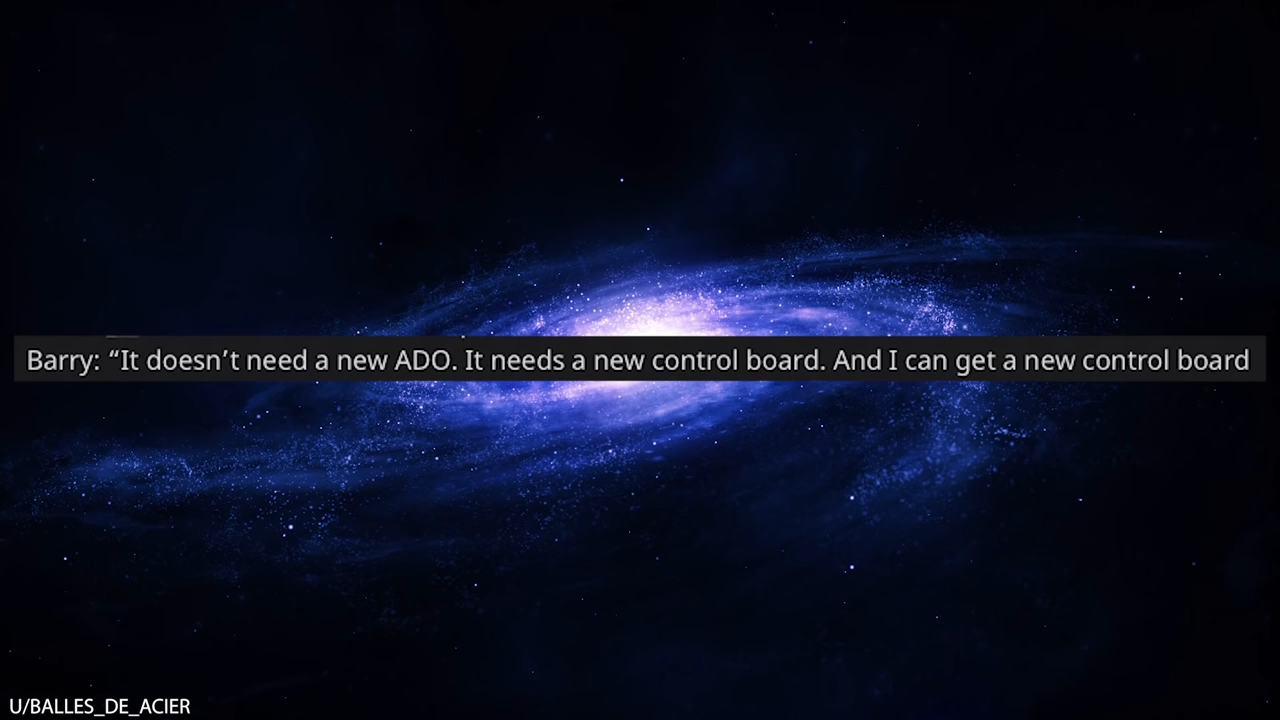 Barry: “It doesn’t need a new ADO. It needs a new control board. And I can get a new control board
U/BALLES_DE_ACIER